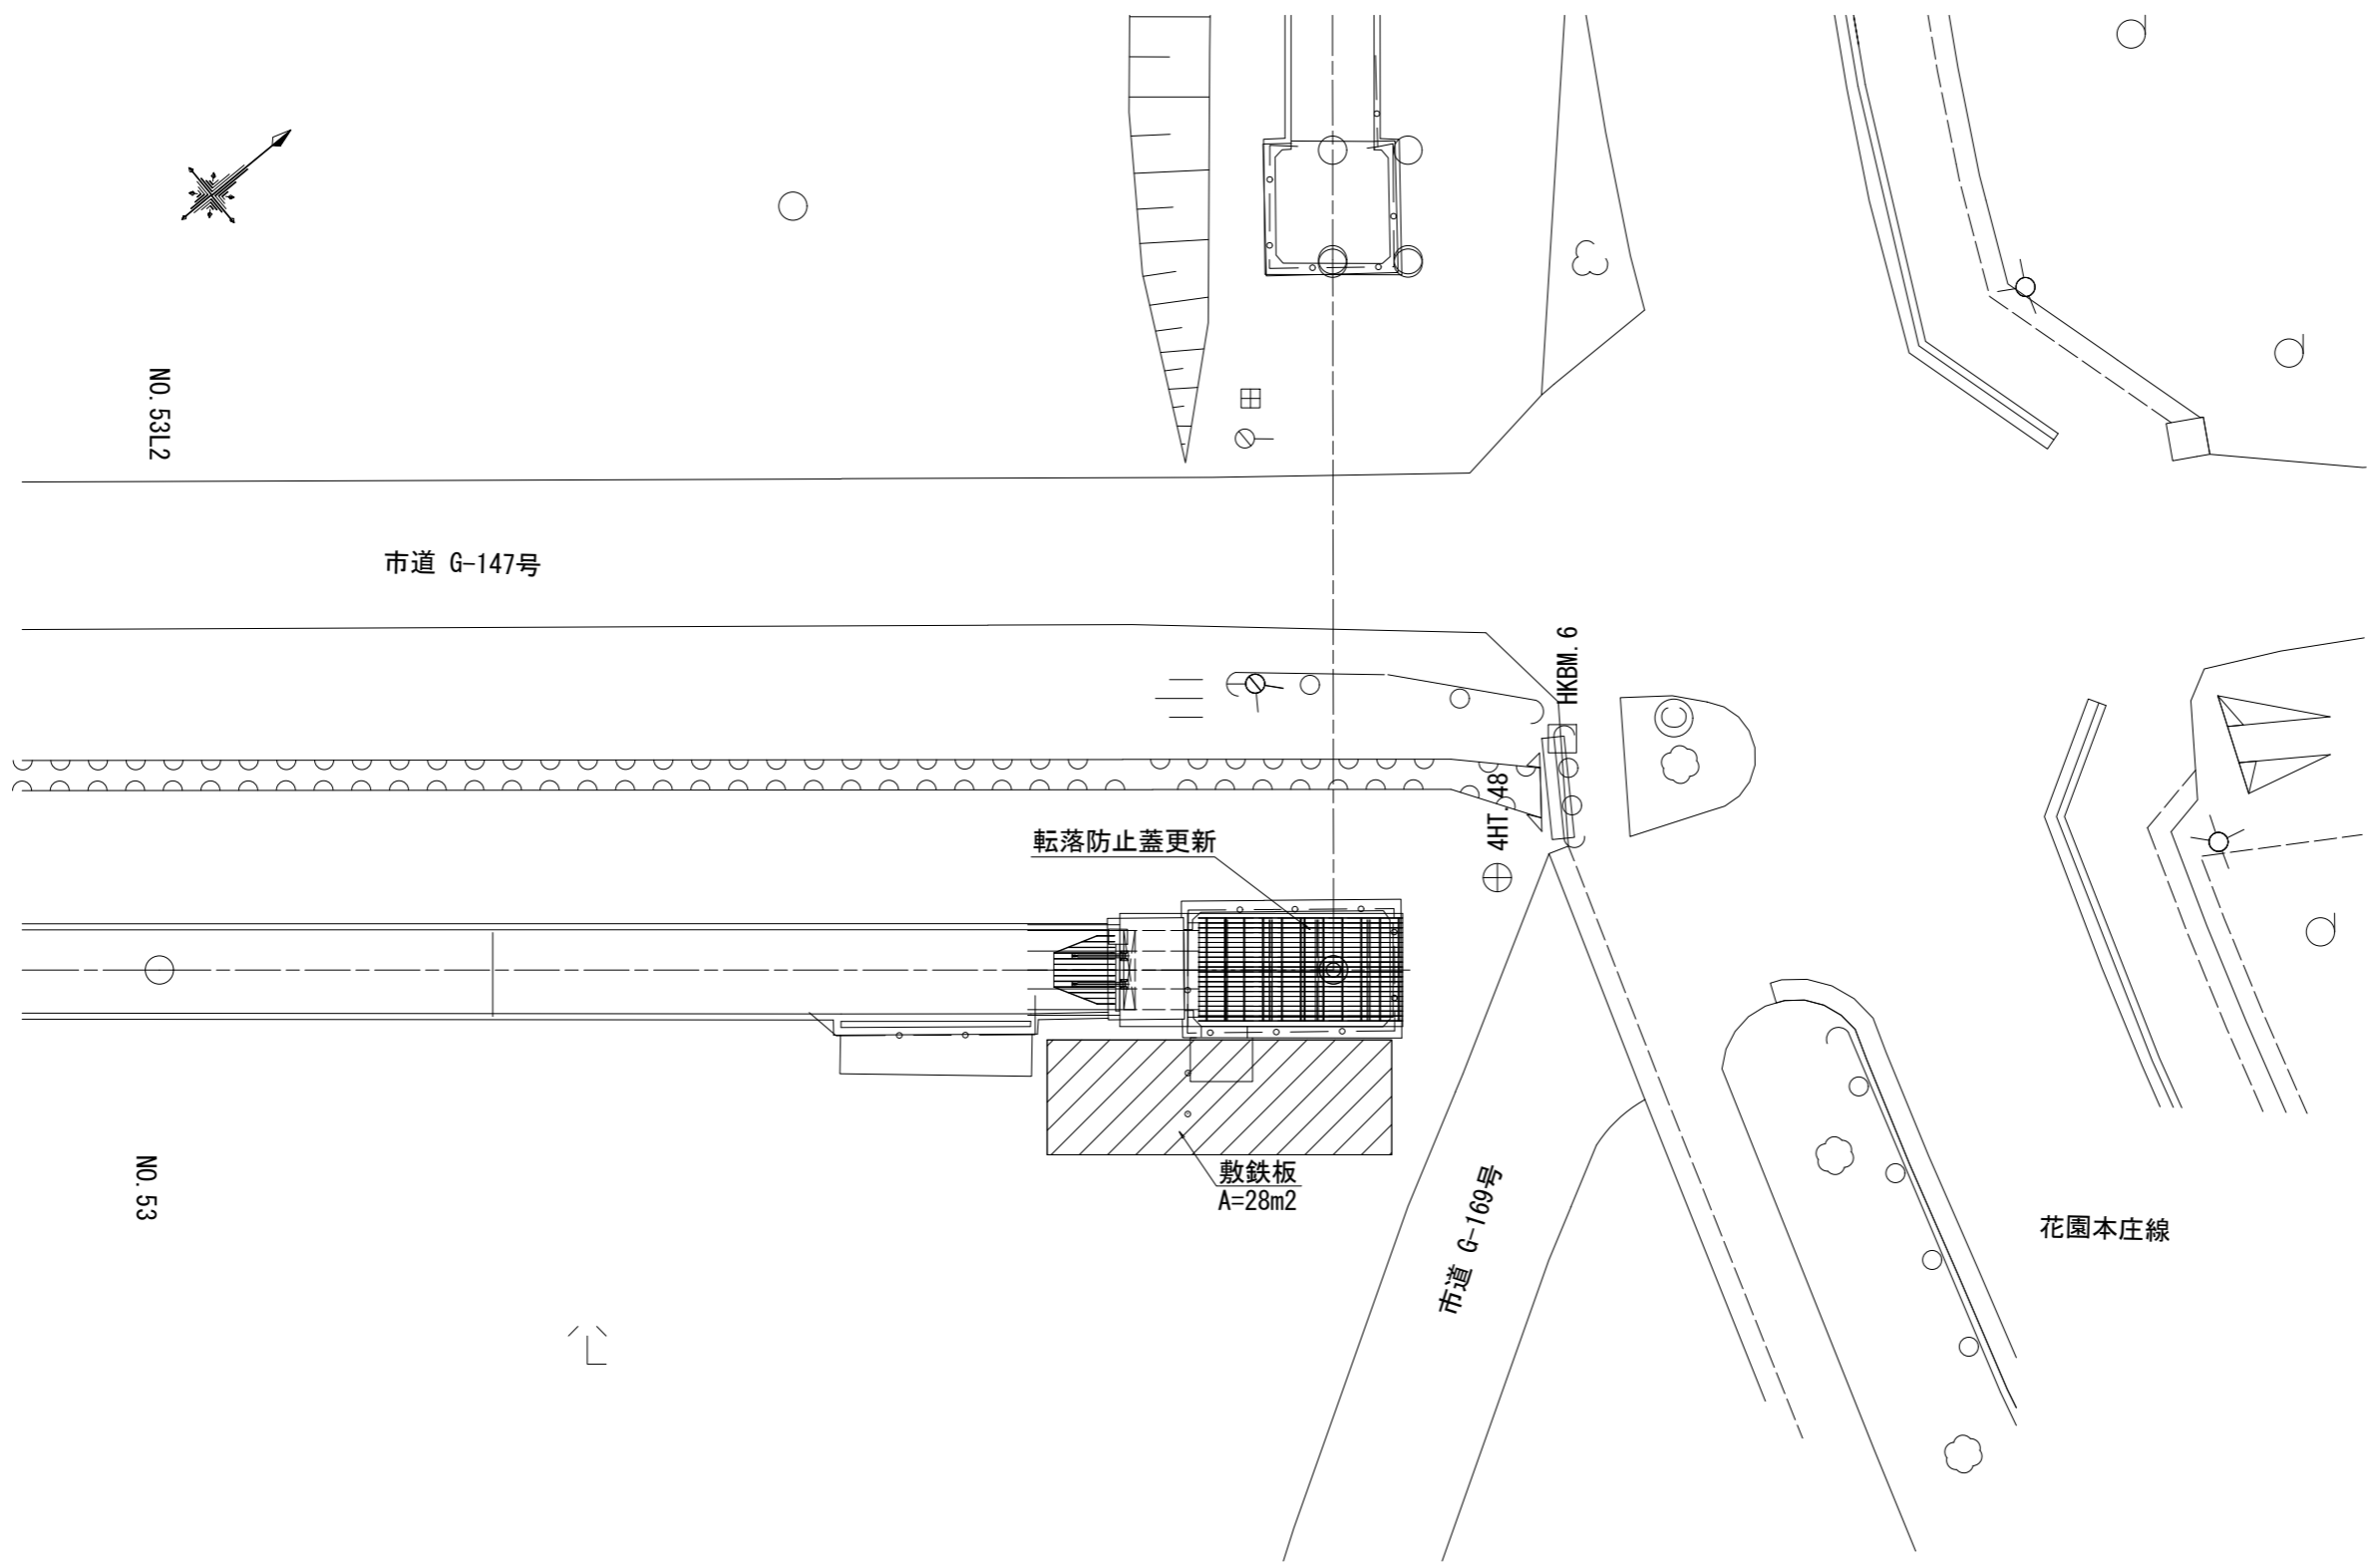 NO.53L2
市道 G-147号
HKBM.6
4HT.48
転落防止蓋更新
敷鉄板
A=28m2
NO.53
市道 G-169号
花園本庄線